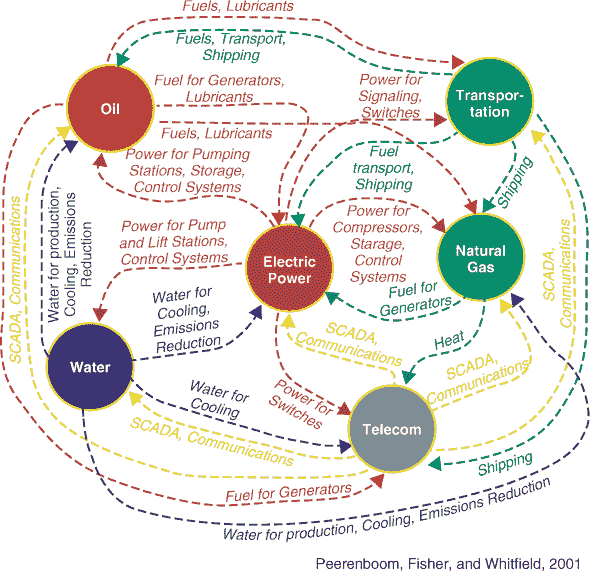 Fuels, Lubricants
Fuels, Transport,
Shipping
Oil
Fuel for Generators,
Lubricants
Power for
Signaling,
Switches
Transpor-
tation
Fuels, Lubricants
Power for Pumping
Stations, Storage,
Control Systems
Fuel
transport,
Shipping
Shipping
SCADA,
Communications
SCADA, Communications
Water for production,
Cooling, Emissions
Reduction
Power for Pump
and Lift Stations,
Control Systems
Electric
Power
Power for
Compressors,
Starage,
Control
Systems
Natural
Gas
Fuel for
Generators
Water for
Cooling,
Emissions
Reduction
SCADA,
Communications
Heat
SCADA,
Communications
Water
Water for
Cooling
Power for
Switches
SCADA, Communications
Telecom
Shipping
Fuel for Generators
Water for production, Cooling, Emissions Reduction
Peerenboom, Fisher, and Whitfield, 2001